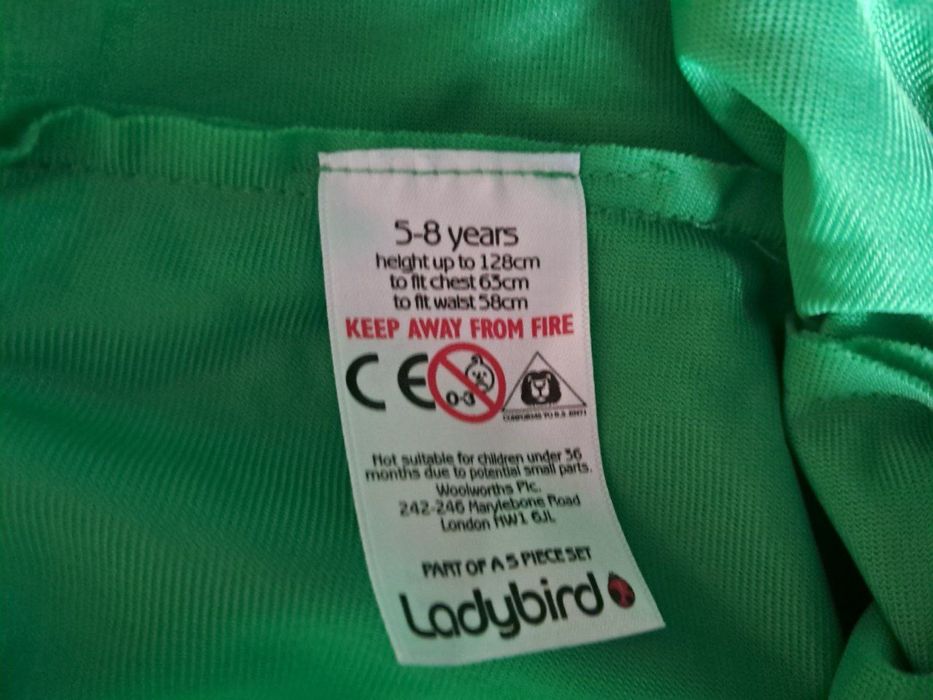 5-8 years
height up to 128cm
to fit chest 63cm
to fit waist 58cm
KEEP AWAY FROM FIRE
CE
0-3
CONFORMS TO B.S. 
Not suitable for children under 36
months due to potential small parts.
Woolworths Plc.
242-246 Marylebone Road
London NW1 6JL
PART OF A 5 PIECE SET
Ladybird